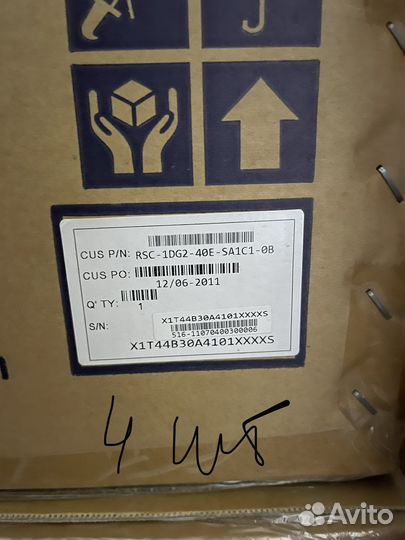 CUS P/N: RSC-1DG2-40E-SA1C1-0B
CUS PO: 12/06-2011
Q' TY: 1
S/N: X1T44B30A4101XXXXS
516-11070400300006
X1T44B30A4101XXXXS
4 шт
Avito